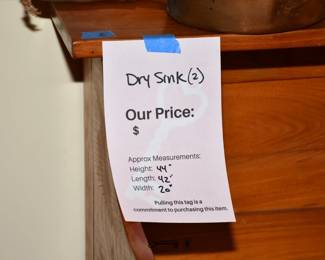 Dry Sink (2)
Our Price:
$
Approx Measurements:
Height: 44"
Length: 42"
Width: 20"
Pulling this tag is a
commitment to purchasing this item.